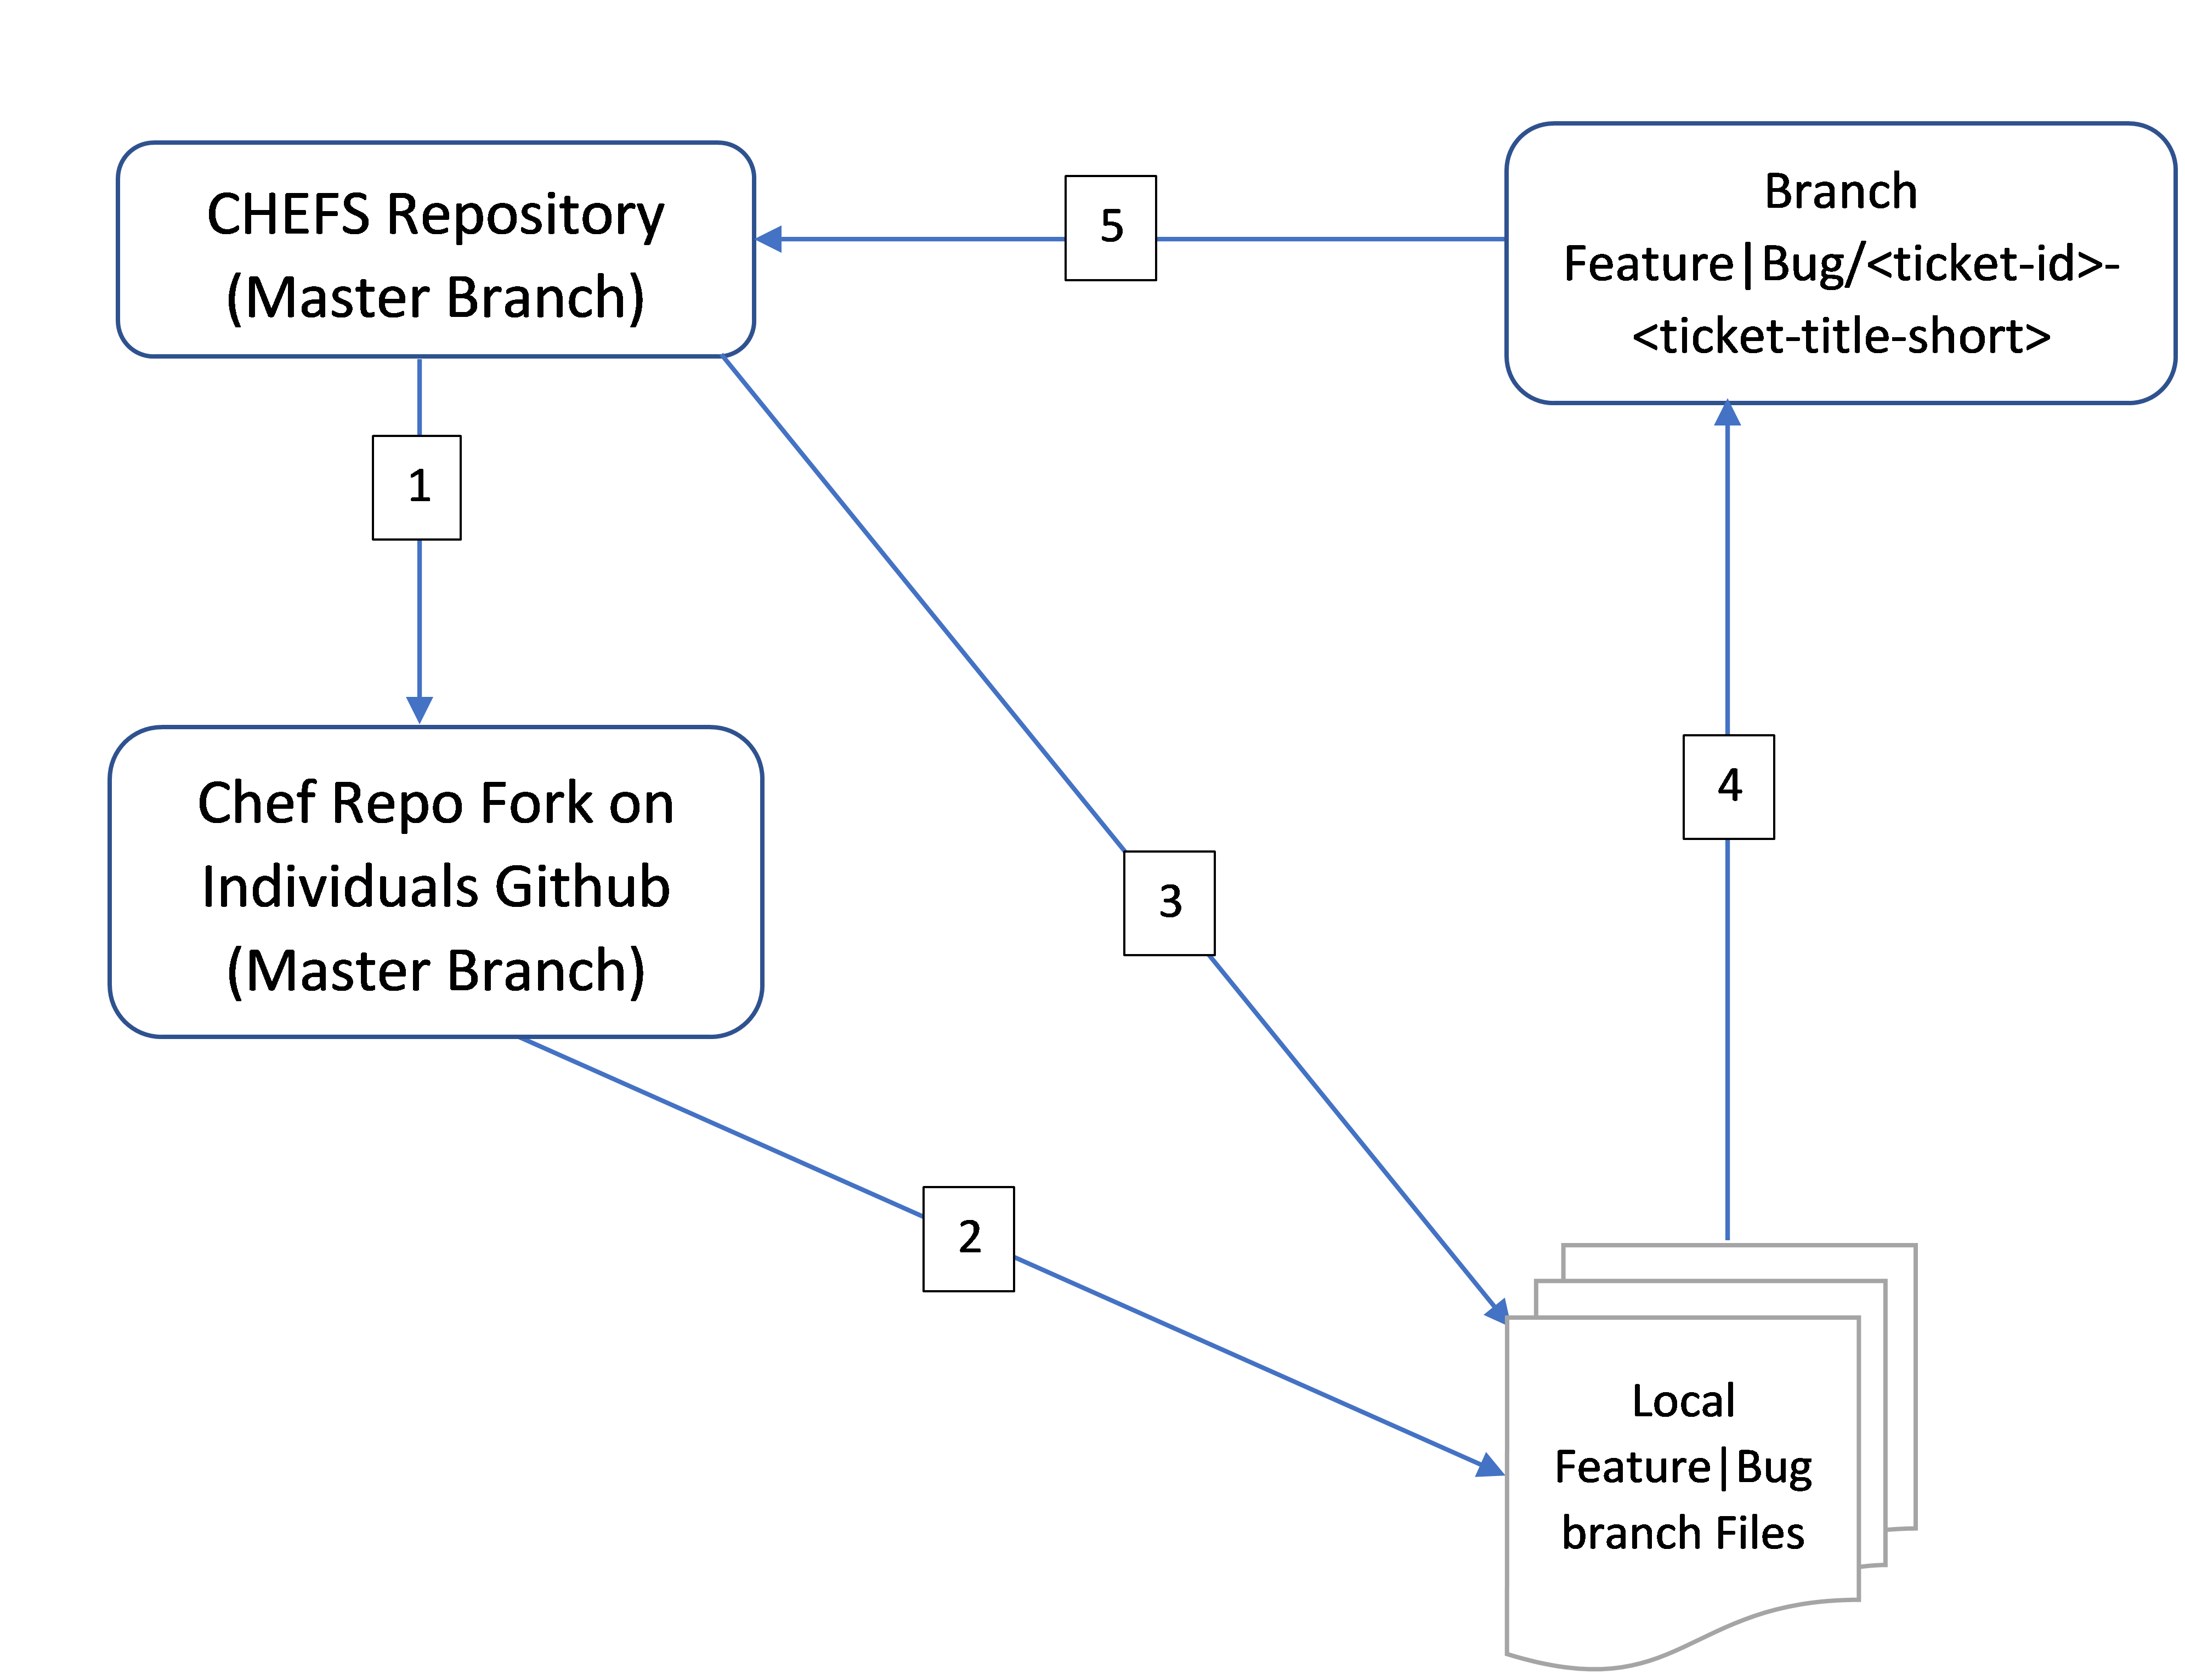 CHEFS Repository
(Master Branch)
5
Branch
Feature|Bug/<ticket-id>-
<ticket-title-short>
1
Chef Repo Fork on
Individuals Github
(Master Branch)
3
4
2
Local
Feature|Bug
branch Files